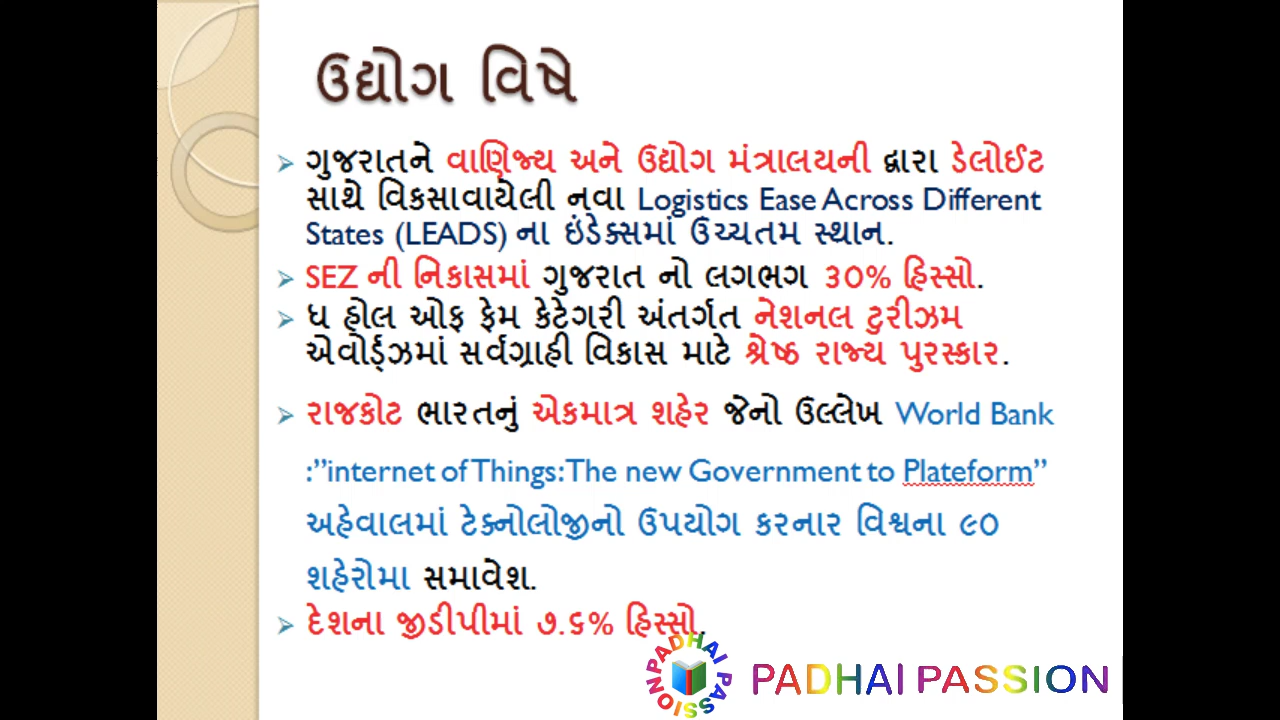 ઉદ્યોગ વિષે
ગુજરાતને વાણિજ્ય અને ઉદ્યોગ મંત્રાલયની દ્વારા ડેલોઈટ
સાથે વિકસાવાયેલી નવા Logistics Ease Across Different
States (LEADS) ના ઇંડેક્સમાં ઉચ્ચતમ સ્થાન.
SEZ ની નિકાસમાં ગુજરાત નો લગભગ ૩૦% હિસ્સો.
ધ હોલ ઓફ ફેમ કેટેગરી અંતર્ગત નેશનલ ટુરીઝમ
એવોર્ડ્ઝમાં સર્વગ્રાહી વિકાસ માટે શ્રેષ્ઠ રાજ્ય પુરસ્કાર.
રાજકોટ ભારતનું એકમાત્ર શહેર જેનો ઉલ્લેખ World Bank
:”internet of Things:The new Government to Plateform”
અહેવાલમાં ટેક્નોલોજીનો ઉપયોગ કરનાર વિશ્વના ૯૦
શહેરોમા સમાવેશ.
દેશના જીડીપીમાં ૭.૬% હિસ્સો.
PADHAI PASSION
PADHAI PASSION